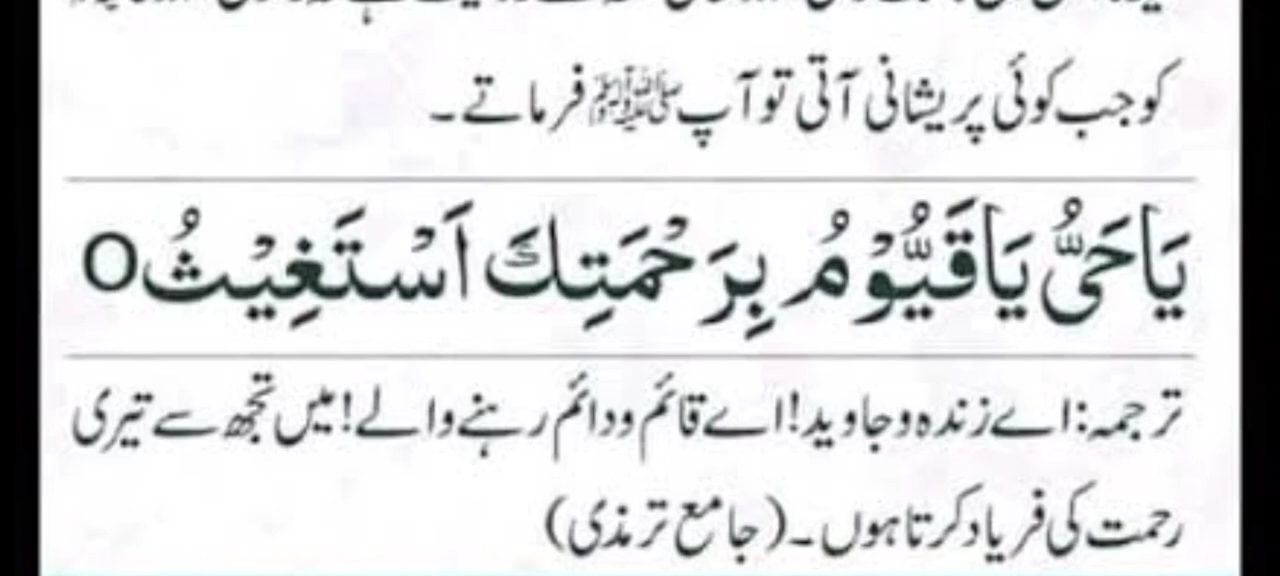 کو جب کوئی پریشانی آتی تو آپ ﷺ فرماتے۔
يَاحَيُّ يَاقَيُّوْمُ بِرَحْمَتِكَ اَسْتَغِيْثُ O
ترجمہ: اے زندہ و جاوید! اے قائم و دائم رہنے والے! میں تجھ سے تیری
رحمت کی فریاد کرتا ہوں۔ (جامع ترمذی)